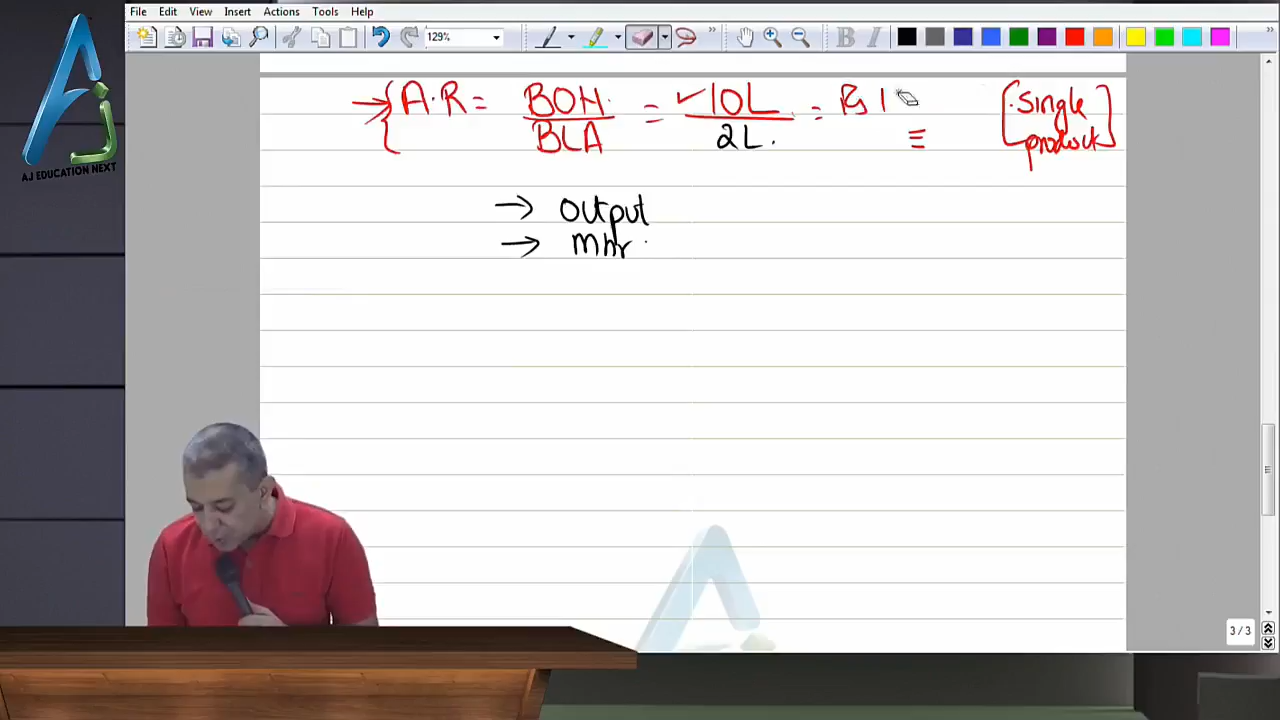 File Edit View Insert Actions Tools Help
129%
B I
AJ EDUCATION NEXT
A.R = BOH / BLA = ✓10L / 2L. = Rs 1
[Single product]
→ output
→ mhr.
3 / 3